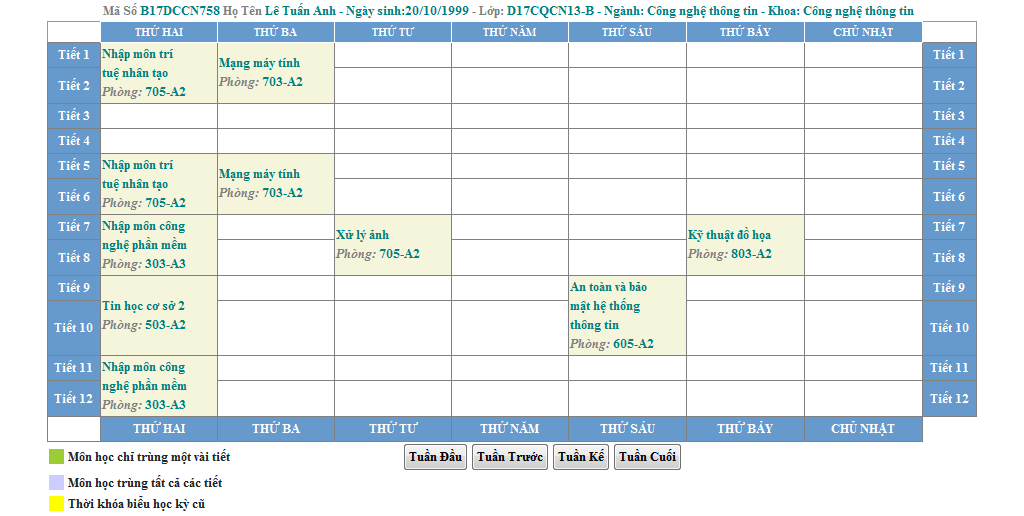 Mã Số B17DCCN758 Họ Tên Lê Tuấn Anh - Ngày sinh:20/10/1999 - Lớp: D17CQCN13-B - Ngành: Công nghệ thông tin - Khoa: Công nghệ thông tin
THỨ HAI THỨ BA THỨ TƯ THỨ NĂM THỨ SÁU THỨ BẢY CHỦ NHẬT
Tiết 1 Tiết 1
Nhập môn trí
tuệ nhân tạo
Phòng: 705-A2
Mạng máy tính
Phòng: 703-A2
Tiết 2 Tiết 2
Tiết 3 Tiết 3
Tiết 4 Tiết 4
Tiết 5 Tiết 5
Nhập môn trí
tuệ nhân tạo
Phòng: 705-A2
Mạng máy tính
Phòng: 703-A2
Tiết 6 Tiết 6
Tiết 7 Tiết 7
Nhập môn công
nghệ phần mềm
Phòng: 303-A3
Xử lý ảnh
Phòng: 705-A2
Kỹ thuật đồ họa
Phòng: 803-A2
Tiết 8 Tiết 8
Tiết 9 Tiết 9
Tin học cơ sở 2
Phòng: 503-A2
An toàn và bảo
mật hệ thống
thông tin
Phòng: 605-A2
Tiết 10 Tiết 10
Tiết 11 Tiết 11
Nhập môn công
nghệ phần mềm
Phòng: 303-A3
Tiết 12 Tiết 12
THỨ HAI THỨ BA THỨ TƯ THỨ NĂM THỨ SÁU THỨ BẢY CHỦ NHẬT
Môn học chỉ trùng một vài tiết
Tuần Đầu Tuần Trước Tuần Kế Tuần Cuối
Môn học trùng tất cả các tiết
Thời khóa biểu học kỳ cũ